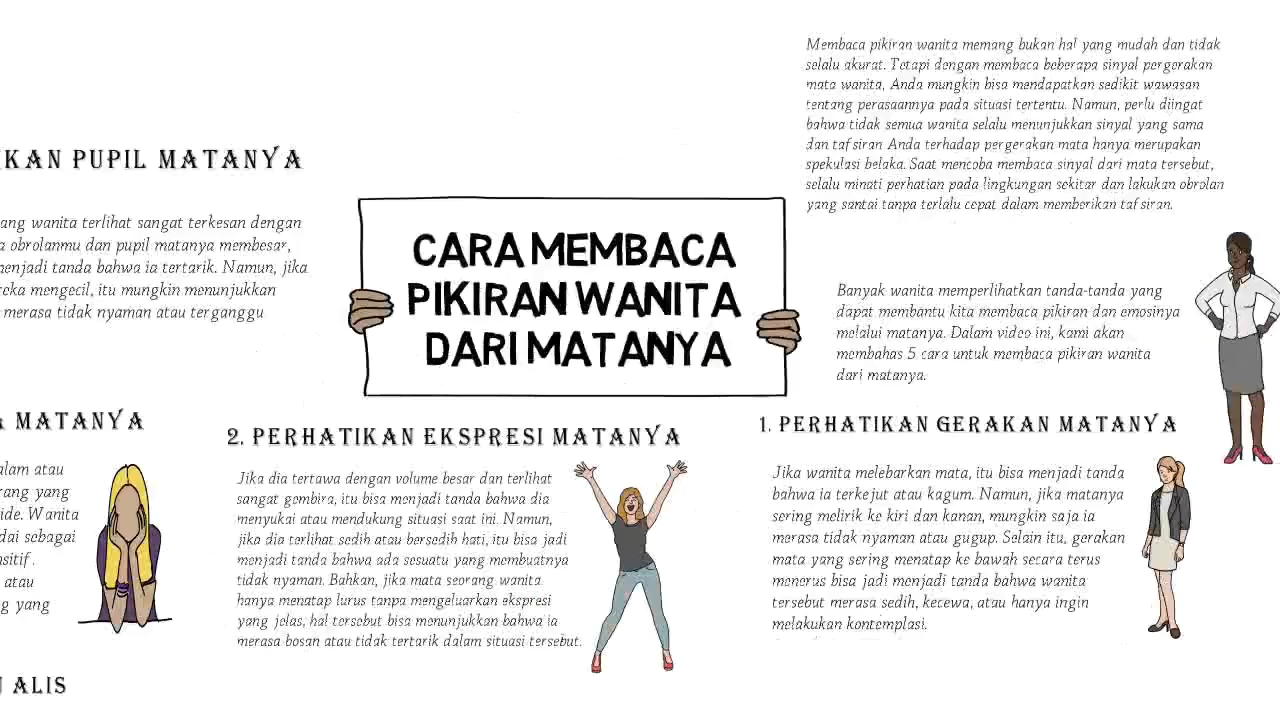 CARA MEMBACA
PIKIRAN WANITA
DARI MATANYA
Membaca pikiran wanita memang bukan hal yang mudah dan tidak
selalu akurat. Tetapi dengan membaca beberapa sinyal pergerakan
mata wanita, Anda mungkin bisa mendapatkan sedikit wawasan
tentang perasaannya pada situasi tertentu. Namun, perlu diingat
bahwa tidak semua wanita selalu menunjukkan sinyal yang sama
dan tafsiran Anda terhadap pergerakan mata hanya merupakan
spekulasi belaka. Saat mencoba membaca sinyal dari mata tersebut,
selalu minati perhatian pada lingkungan sekitar dan lakukan obrolan
yang santai tanpa terlalu cepat dalam memberikan tafsiran.
Banyak wanita memperlihatkan tanda-tanda yang
dapat membantu kita membaca pikiran dan emosinya
melalui matanya. Dalam video ini, kami akan
membahas 5 cara untuk membaca pikiran wanita
dari matanya.
1. PERHATIKAN GERAKAN MATANYA
Jika wanita melebarkan mata, itu bisa menjadi tanda
bahwa ia terkejut atau kagum. Namun, jika matanya
sering melirik ke kiri dan kanan, mungkin saja ia
merasa tidak nyaman atau gugup. Selain itu, gerakan
mata yang sering menatap ke bawah secara terus
menerus bisa jadi menjadi tanda bahwa wanita
tersebut merasa sedih, kecewa, atau hanya ingin
melakukan kontemplasi.
2. PERHATIKAN EKSPRESI MATANYA
Jika dia tertawa dengan volume besar dan terlihat
sangat gembira, itu bisa menjadi tanda bahwa dia
menyukai atau mendukung situasi saat ini. Namun,
jika dia terlihat sedih atau bersedih hati, itu bisa jadi
menjadi tanda bahwa ada sesuatu yang membuatnya
tidak nyaman. Bahkan, jika mata seorang wanita
hanya menatap lurus tanpa mengeluarkan ekspresi
yang jelas, hal tersebut bisa menunjukkan bahwa ia
merasa bosan atau tidak tertarik dalam situasi tersebut.
MATANYA
alam atau
rang yang
ide. Wanita
dai sebagai
nsitif.
atau
g yang
KAN PUPIL MATANYA
ang wanita terlihat sangat terkesan dengan
a obrolanmu dan pupil matanya membesar,
menjadi tanda bahwa ia tertarik. Namun, jika
reka mengecil, itu mungkin menunjukkan
merasa tidak nyaman atau terganggu
ALIS